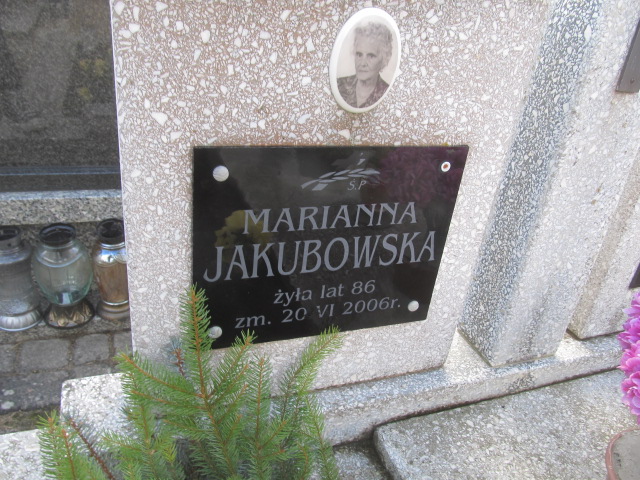 Ś.P
MARIANNA
JAKUBOWSKA
żyła lat 86
zm. 20 VI 2006r.